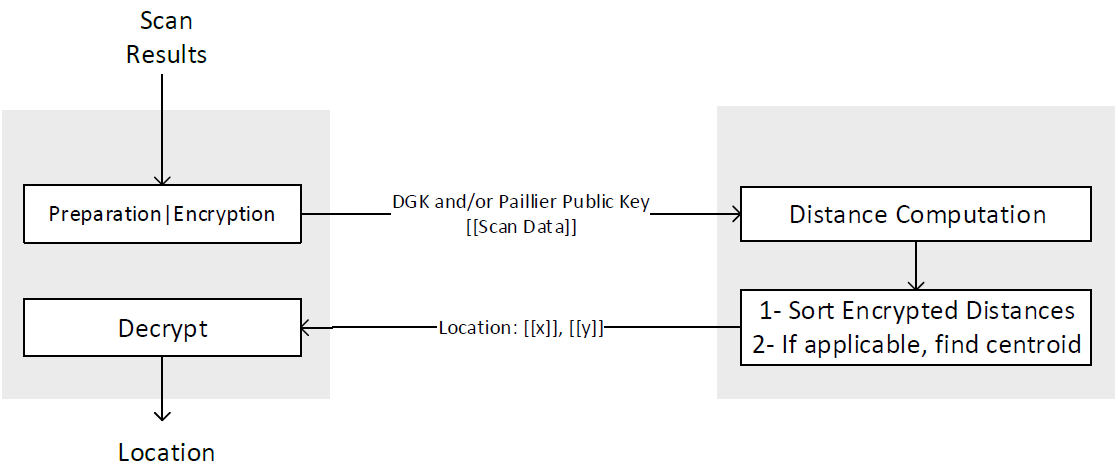 Scan
Results
Preparation|Encryption
DGK and/or Paillier Public Key
[[Scan Data]]
Distance Computation
1- Sort Encrypted Distances
2- If applicable, find centroid
Location: [[x]], [[y]]
Decrypt
Location